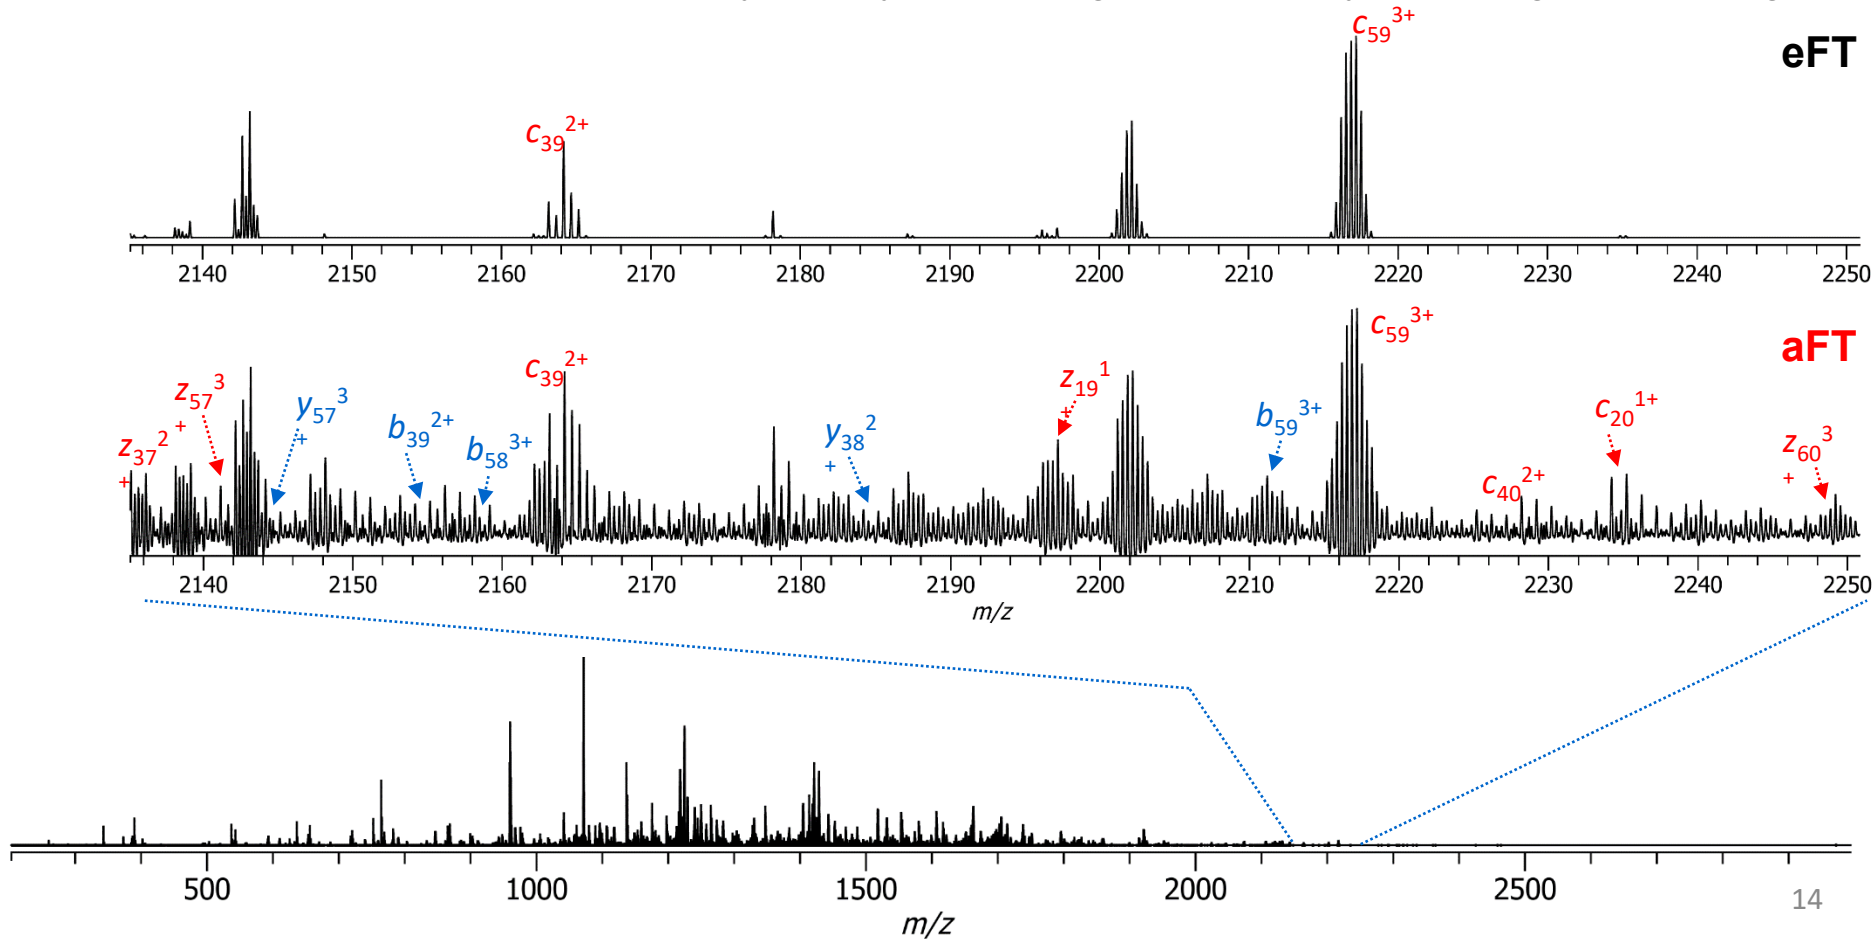 c59 3+
eFT
c39 2+
2140 2150 2160 2170 2180 2190 2200 2210 2220 2230 2240 2250
c59 3+
aFT
c39 2+
z19 1+
z57 3+
y57 3+
b39 2+
b59 3+
c20 1+
y38 2+
z37 2+
b58 3+
z60 3+
c40 2+
2140 2150 2160 2170 2180 2190 2200 2210 2220 2230 2240 2250
m/z
500 1000 1500 2000 2500
14
m/z